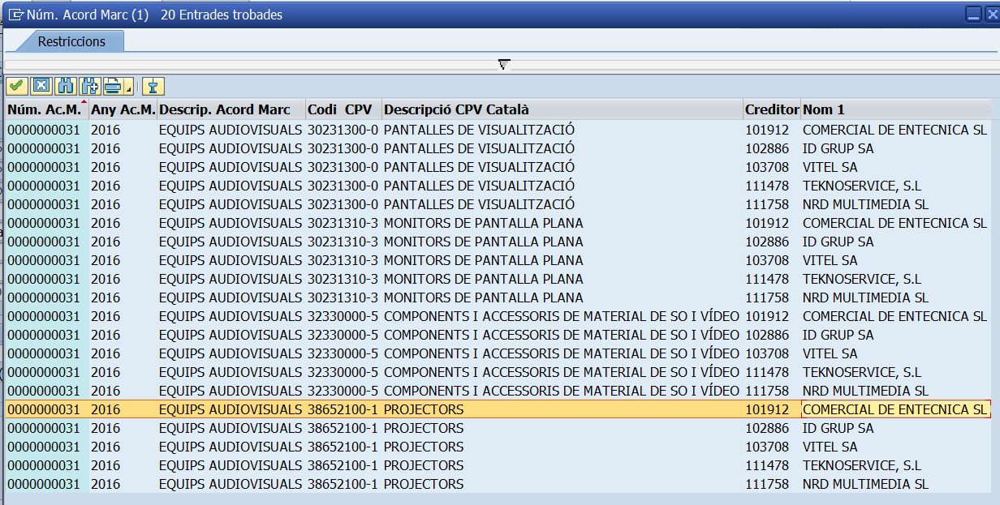 Núm. Acord Marc (1) 20 Entrades trobades
Restriccions
Núm. Ac.M. Any Ac.M. Descrip. Acord Marc Codi CPV Descripció CPV Català Creditor Nom 1
0000000031 2016 EQUIPS AUDIOVISUALS 30231300-0 PANTALLES DE VISUALITZACIÓ 101912 COMERCIAL DE ENTECNICA SL
0000000031 2016 EQUIPS AUDIOVISUALS 30231300-0 PANTALLES DE VISUALITZACIÓ 102886 ID GRUP SA
0000000031 2016 EQUIPS AUDIOVISUALS 30231300-0 PANTALLES DE VISUALITZACIÓ 103708 VITEL SA
0000000031 2016 EQUIPS AUDIOVISUALS 30231300-0 PANTALLES DE VISUALITZACIÓ 111478 TEKNOSERVICE, S.L
0000000031 2016 EQUIPS AUDIOVISUALS 30231300-0 PANTALLES DE VISUALITZACIÓ 111758 NRD MULTIMEDIA SL
0000000031 2016 EQUIPS AUDIOVISUALS 30231310-3 MONITORS DE PANTALLA PLANA 101912 COMERCIAL DE ENTECNICA SL
0000000031 2016 EQUIPS AUDIOVISUALS 30231310-3 MONITORS DE PANTALLA PLANA 102886 ID GRUP SA
0000000031 2016 EQUIPS AUDIOVISUALS 30231310-3 MONITORS DE PANTALLA PLANA 103708 VITEL SA
0000000031 2016 EQUIPS AUDIOVISUALS 30231310-3 MONITORS DE PANTALLA PLANA 111478 TEKNOSERVICE, S.L
0000000031 2016 EQUIPS AUDIOVISUALS 30231310-3 MONITORS DE PANTALLA PLANA 111758 NRD MULTIMEDIA SL
0000000031 2016 EQUIPS AUDIOVISUALS 32330000-5 COMPONENTS I ACCESSORIS DE MATERIAL DE SO I VÍDEO 101912 COMERCIAL DE ENTECNICA SL
0000000031 2016 EQUIPS AUDIOVISUALS 32330000-5 COMPONENTS I ACCESSORIS DE MATERIAL DE SO I VÍDEO 102886 ID GRUP SA
0000000031 2016 EQUIPS AUDIOVISUALS 32330000-5 COMPONENTS I ACCESSORIS DE MATERIAL DE SO I VÍDEO 103708 VITEL SA
0000000031 2016 EQUIPS AUDIOVISUALS 32330000-5 COMPONENTS I ACCESSORIS DE MATERIAL DE SO I VÍDEO 111478 TEKNOSERVICE, S.L
0000000031 2016 EQUIPS AUDIOVISUALS 32330000-5 COMPONENTS I ACCESSORIS DE MATERIAL DE SO I VÍDEO 111758 NRD MULTIMEDIA SL
0000000031 2016 EQUIPS AUDIOVISUALS 38652100-1 PROJECTORS 101912 COMERCIAL DE ENTECNICA SL
0000000031 2016 EQUIPS AUDIOVISUALS 38652100-1 PROJECTORS 102886 ID GRUP SA
0000000031 2016 EQUIPS AUDIOVISUALS 38652100-1 PROJECTORS 103708 VITEL SA
0000000031 2016 EQUIPS AUDIOVISUALS 38652100-1 PROJECTORS 111478 TEKNOSERVICE, S.L
0000000031 2016 EQUIPS AUDIOVISUALS 38652100-1 PROJECTORS 111758 NRD MULTIMEDIA SL